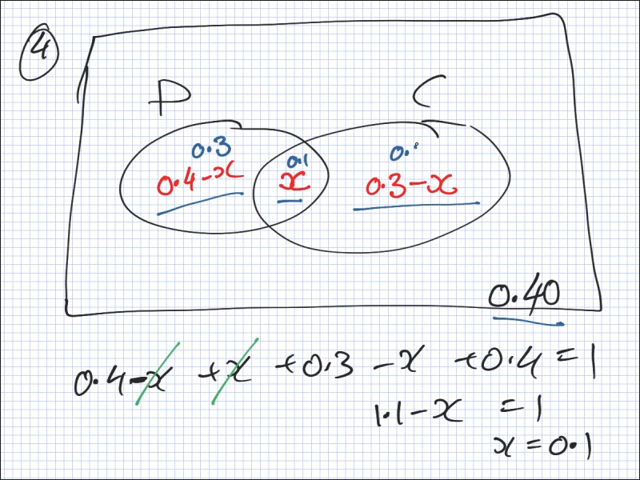 4
D C
0.3 0.1 0.
0.4-x x 0.3-x
0.40
0.4-x +x +0.3 -x +0.4 = 1
1.1-x = 1
x = 0.1